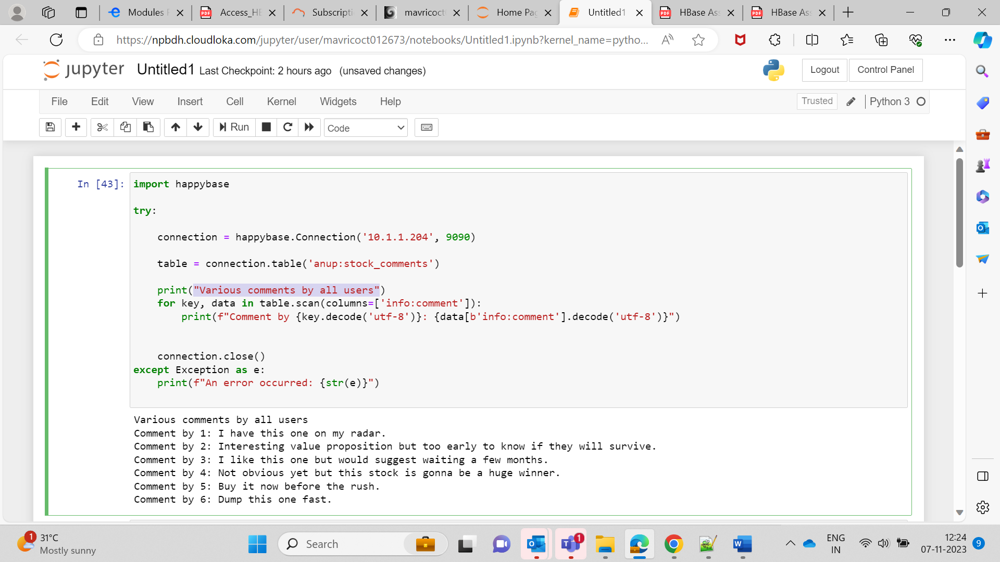 Modules F
Access_HE
Subscripti
mavricoct
Home Pag
Untitled1
HBase Ass
HBase Ass
https://npbdh.cloudloka.com/jupyter/user/mavricoct012673/notebooks/Untitled1.ipynb?kernel_name=pytho...
jupyter Untitled1 Last Checkpoint: 2 hours ago (unsaved changes)
Logout
Control Panel
File Edit View Insert Cell Kernel Widgets Help
Trusted
Python 3
Run
Code
In [43]:
import happybase
try:
    connection = happybase.Connection('10.1.1.204', 9090)
    table = connection.table('anup:stock_comments')
    print("Various comments by all users")
    for key, data in table.scan(columns=['info:comment']):
        print(f"Comment by {key.decode('utf-8')}: {data[b'info:comment'].decode('utf-8')}")
    connection.close()
except Exception as e:
    print(f"An error occurred: {str(e)}")
Various comments by all users
Comment by 1: I have this one on my radar.
Comment by 2: Interesting value proposition but too early to know if they will survive.
Comment by 3: I like this one but would suggest waiting a few months.
Comment by 4: Not obvious yet but this stock is gonna be a huge winner.
Comment by 5: Buy it now before the rush.
Comment by 6: Dump this one fast.
1
31°C
Mostly sunny
Search
1
ENG
IN
12:24
07-11-2023
9